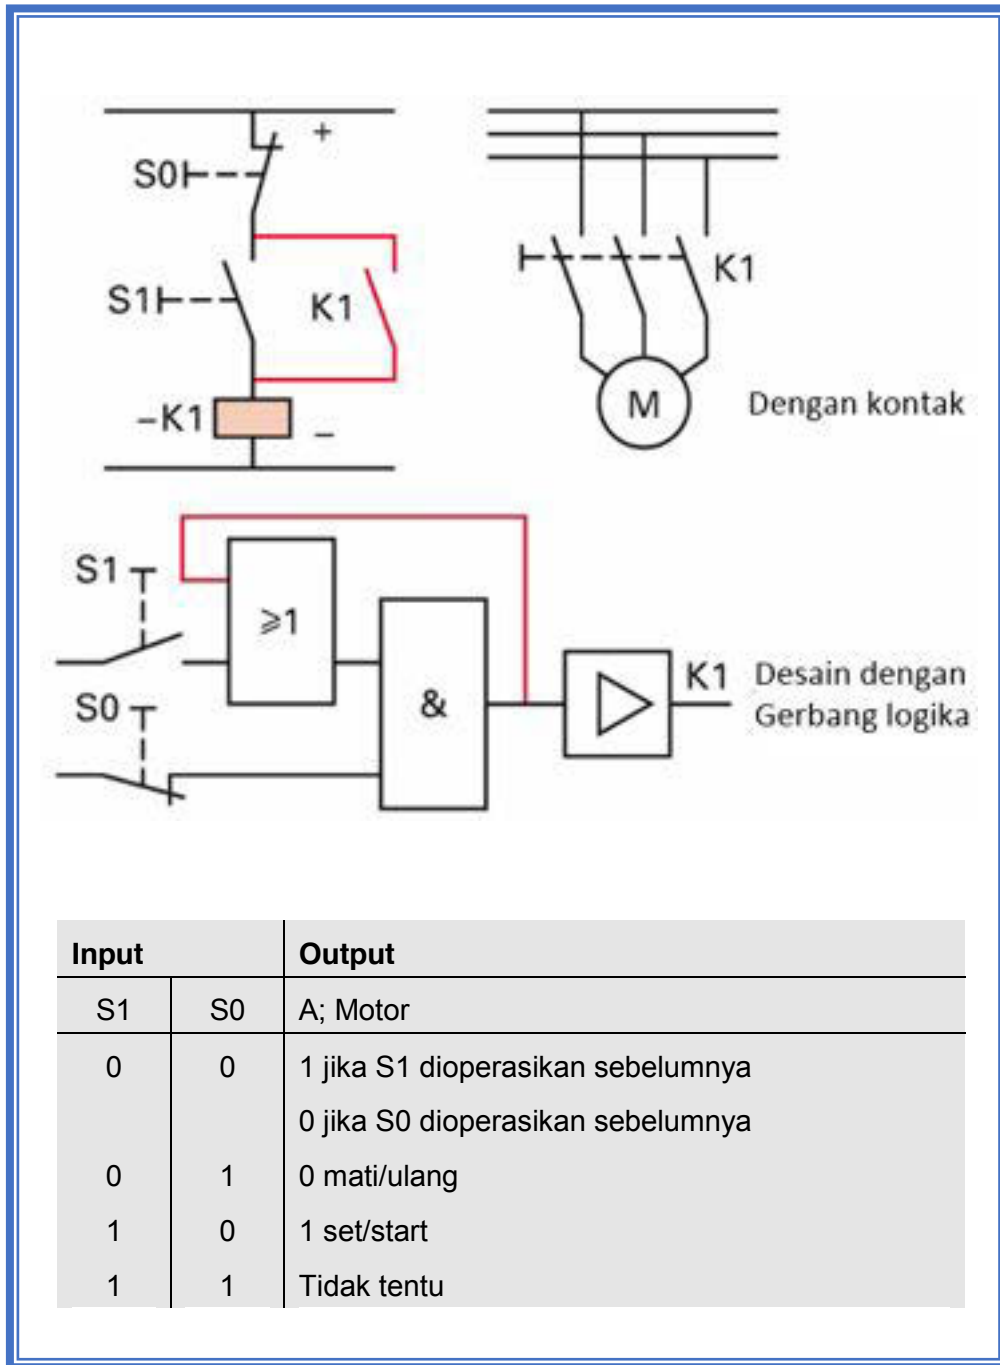 +
S0
S1
K1
K1
–K1
–
M
Dengan kontak
S1
≥1
S0
&
K1
Desain dengan
Gerbang logika
Input Output
S1 S0 A; Motor
0 0 1 jika S1 dioperasikan sebelumnya
0 jika S0 dioperasikan sebelumnya
0 1 0 mati/ulang
1 0 1 set/start
1 1 Tidak tentu